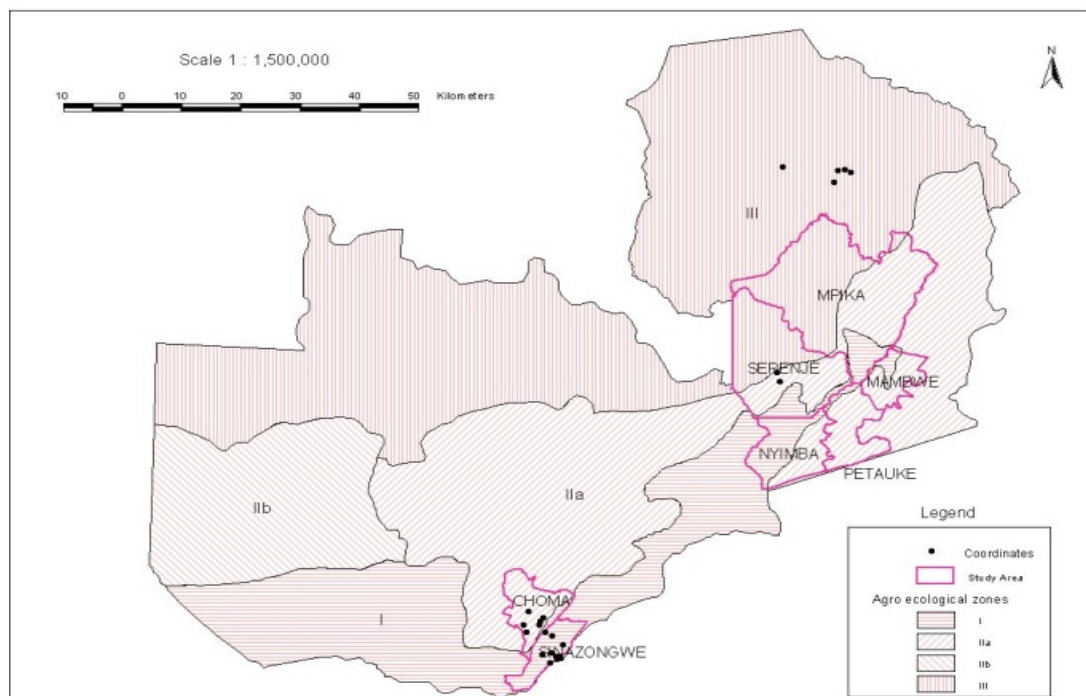 Scale 1 : 1,500,000
10 0 10 20 30 40 50 Kilometers
N
III
MPIKA
SERENJE
MAMBWE
NYIMBA
PETAUKE
IIa
IIb
I
CHOMA
SINAZONGWE
Legend
Coordinates
Study Area
Agro ecological zones
I
IIa
IIb
III